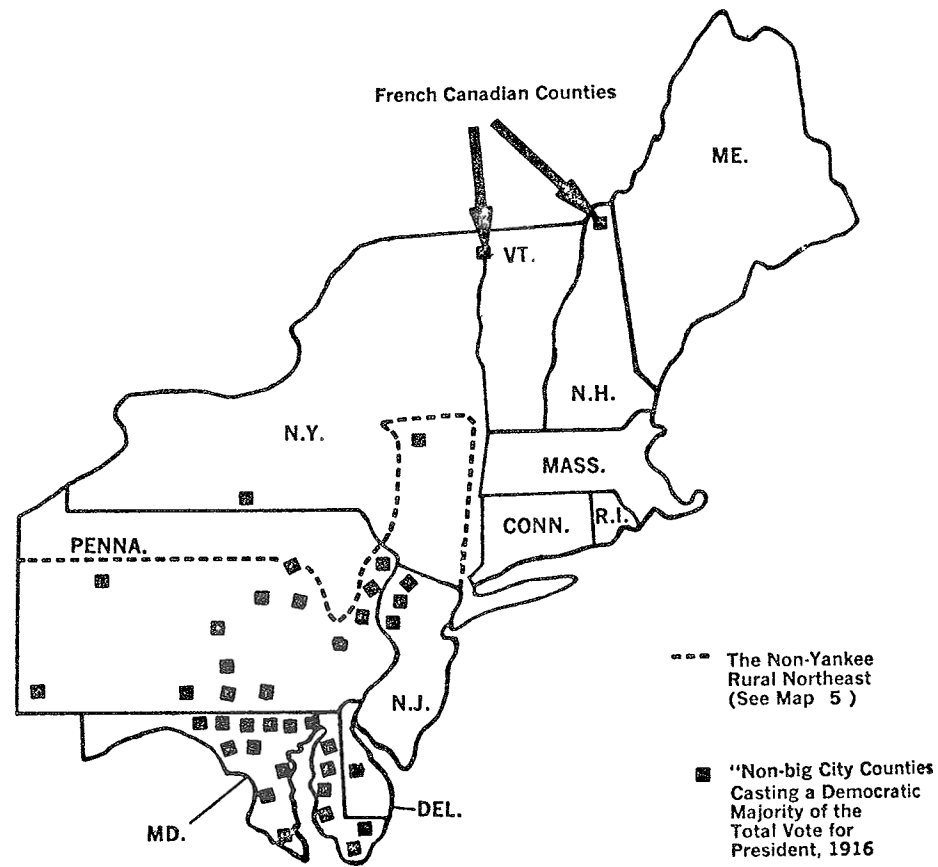 French Canadian Counties
ME.
VT.
N.H.
N.Y.
MASS.
CONN.
R.I.
PENNA.
N.J.
DEL.
MD.
The Non-Yankee
Rural Northeast
(See Map 5 )
"Non-big City Counties
Casting a Democratic
Majority of the
Total Vote for
President, 1916